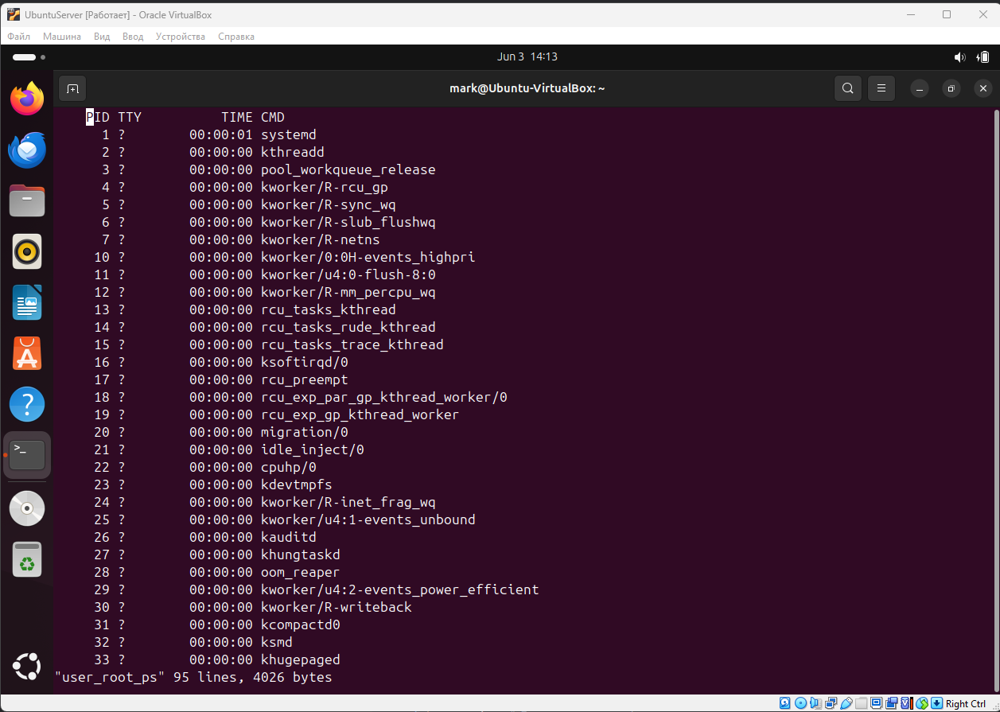 UbuntuServer [Работает] - Oracle VirtualBox
Файл Машина Вид Ввод Устройства Справка
Jun 3 14:13
mark@Ubuntu-VirtualBox: ~
PID TTY TIME CMD
1 ? 00:00:01 systemd
2 ? 00:00:00 kthreadd
3 ? 00:00:00 pool_workqueue_release
4 ? 00:00:00 kworker/R-rcu_gp
5 ? 00:00:00 kworker/R-sync_wq
6 ? 00:00:00 kworker/R-slub_flushwq
7 ? 00:00:00 kworker/R-netns
10 ? 00:00:00 kworker/0:0H-events_highpri
11 ? 00:00:00 kworker/u4:0-flush-8:0
12 ? 00:00:00 kworker/R-mm_percpu_wq
13 ? 00:00:00 rcu_tasks_kthread
14 ? 00:00:00 rcu_tasks_rude_kthread
15 ? 00:00:00 rcu_tasks_trace_kthread
16 ? 00:00:00 ksoftirqd/0
17 ? 00:00:00 rcu_preempt
18 ? 00:00:00 rcu_exp_par_gp_kthread_worker/0
19 ? 00:00:00 rcu_exp_gp_kthread_worker
20 ? 00:00:00 migration/0
21 ? 00:00:00 idle_inject/0
22 ? 00:00:00 cpuhp/0
23 ? 00:00:00 kdevtmpfs
24 ? 00:00:00 kworker/R-inet_frag_wq
25 ? 00:00:00 kworker/u4:1-events_unbound
26 ? 00:00:00 kauditd
27 ? 00:00:00 khungtaskd
28 ? 00:00:00 oom_reaper
29 ? 00:00:00 kworker/u4:2-events_power_efficient
30 ? 00:00:00 kworker/R-writeback
31 ? 00:00:00 kcompactd0
32 ? 00:00:00 ksmd
33 ? 00:00:00 khugepaged
"user_root_ps" 95 lines, 4026 bytes
Right Ctrl